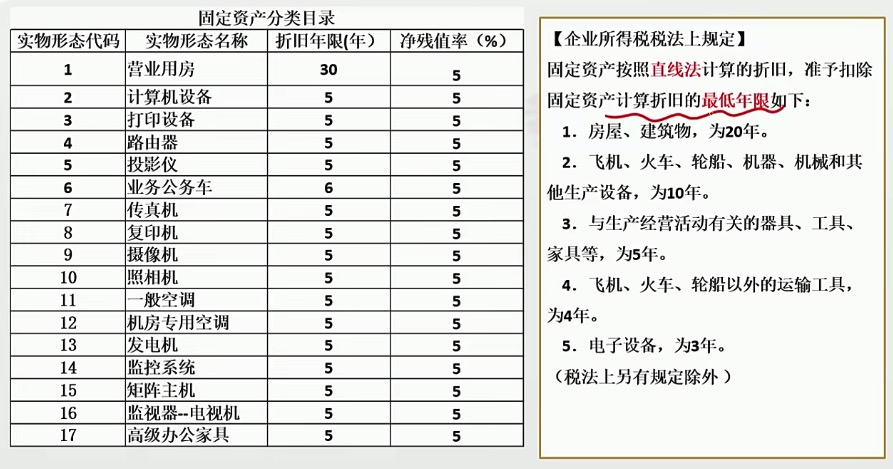 固定资产分类目录
实物形态代码 实物形态名称 折旧年限(年) 净残值率（%）
1 营业用房 30 5
2 计算机设备 5 5
3 打印设备 5 5
4 路由器 5 5
5 投影仪 5 5
6 业务公务车 6 5
7 传真机 5 5
8 复印机 5 5
9 摄像机 5 5
10 照相机 5 5
11 一般空调 5 5
12 机房专用空调 5 5
13 发电机 5 5
14 监控系统 5 5
15 矩阵主机 5 5
16 监视器--电视机 5 5
17 高级办公家具 5 5
【企业所得税税法上规定】
固定资产按照直线法计算的折旧，准予扣除
固定资产计算折旧的最低年限如下：
1．房屋、建筑物，为20年。
2．飞机、火车、轮船、机器、机械和其
他生产设备，为10年。
3．与生产经营活动有关的器具、工具、
家具等，为5年。
4．飞机、火车、轮船以外的运输工具，
为4年。
5．电子设备，为3年。
（税法上另有规定除外 ）